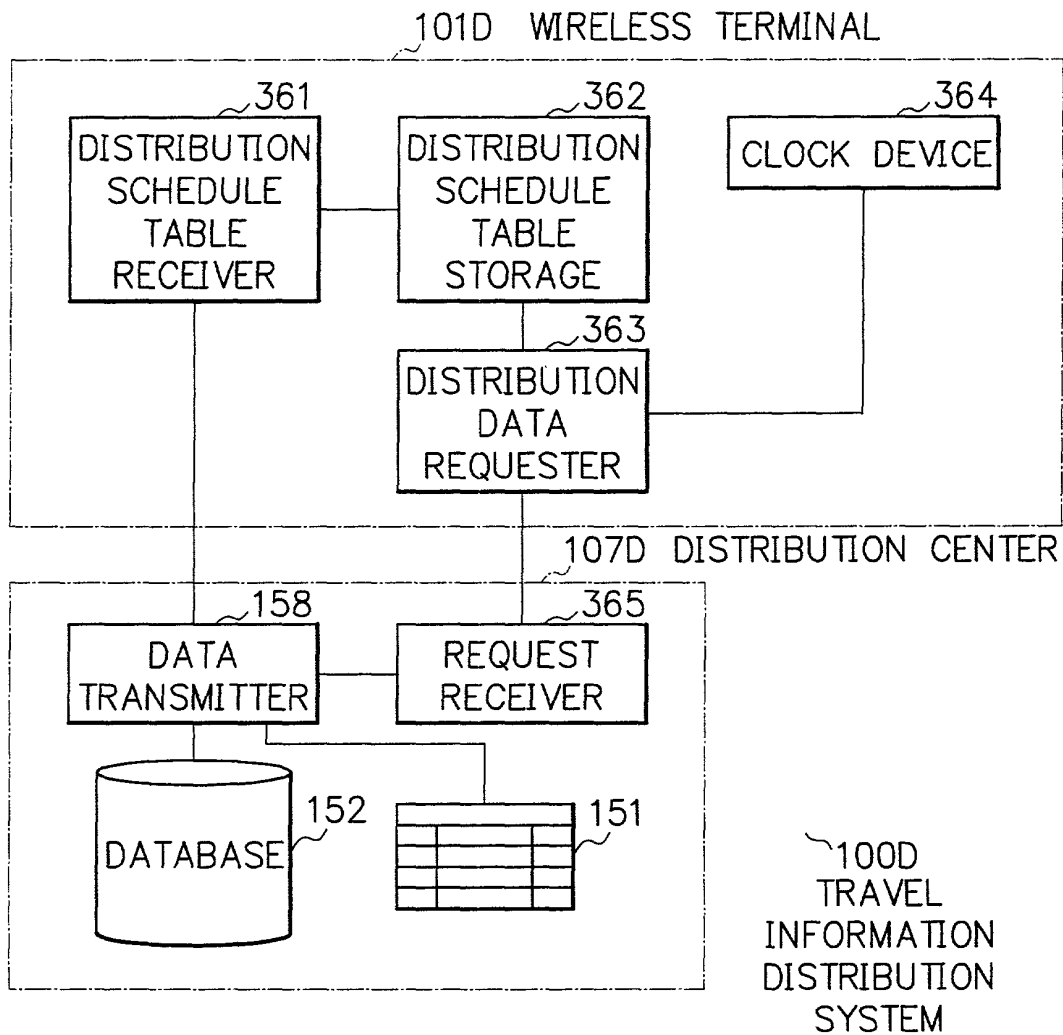 101D WIRELESS TERMINAL
361
DISTRIBUTION
SCHEDULE
TABLE
RECEIVER
362
DISTRIBUTION
SCHEDULE
TABLE
STORAGE
364
CLOCK DEVICE
363
DISTRIBUTION
DATA
REQUESTER
107D DISTRIBUTION CENTER
158
DATA
TRANSMITTER
365
REQUEST
RECEIVER
DATABASE
152
151
100D
TRAVEL
INFORMATION
DISTRIBUTION
SYSTEM